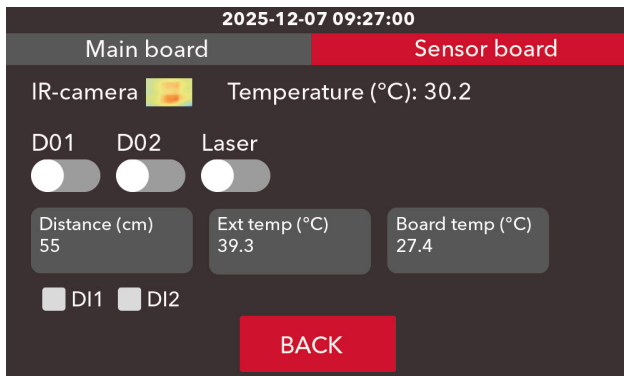 2025-12-07 09:27:00
Main board Sensor board
IR-camera Temperature (°C): 30.2
D01 D02 Laser
Distance (cm) Ext temp (°C) Board temp (°C)
55 39.3 27.4
DI1 DI2
BACK